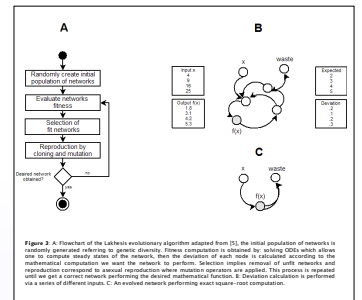 A
B
Randomly create initial
population of networks
Evaluate networks
fitness
Selection of
fit networks
Reproduction by
cloning and mutation
Desired network
obtained?
no
yes
Input x
4
9
16
25
Output f(x)
1.8
3.1
4.2
5.3
x
waste
f(x)
Expected
2
3
4
5
Deviation
.2
.1
.2
.3
C
x
waste
f(x)
Figure 2: A: Flowchart of the Lakhesis evolutionary algorithm adapted from [5], the initial population of networks is
randomly generated referring to genetic diversity. Fitness computation is obtained by: solving ODEs which allows
one to compute steady states of the network, then the deviation of each node is calculated according to the
mathematical computation we want the network to perform. Selection implies removal of unfit networks and
reproduction correspond to asexual reproduction where mutation operators are applied. This process is repeated
until we get a correct network performing the desired mathematical function. B: Deviation calculation is performed
via a series of different inputs. C: An evolved network performing exact square-root computation.